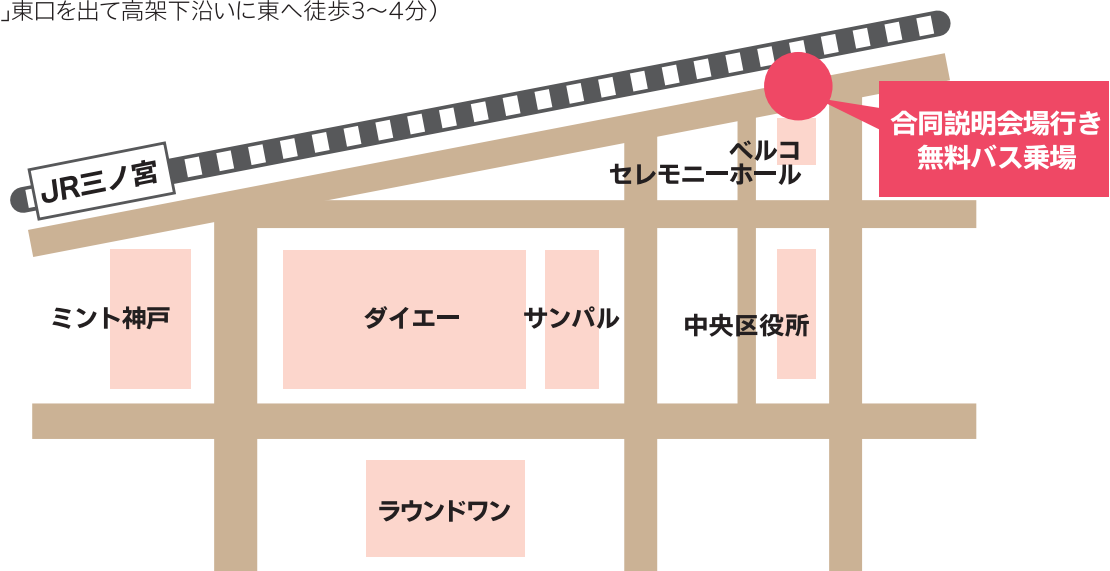 」東口を出て高架下沿いに東へ徒歩3〜4分）
JR三ノ宮
合同説明会場行き
無料バス乗場
ベルコ
セレモニーホール
ミント神戸
ダイエー
サンパル
中央区役所
ラウンドワン